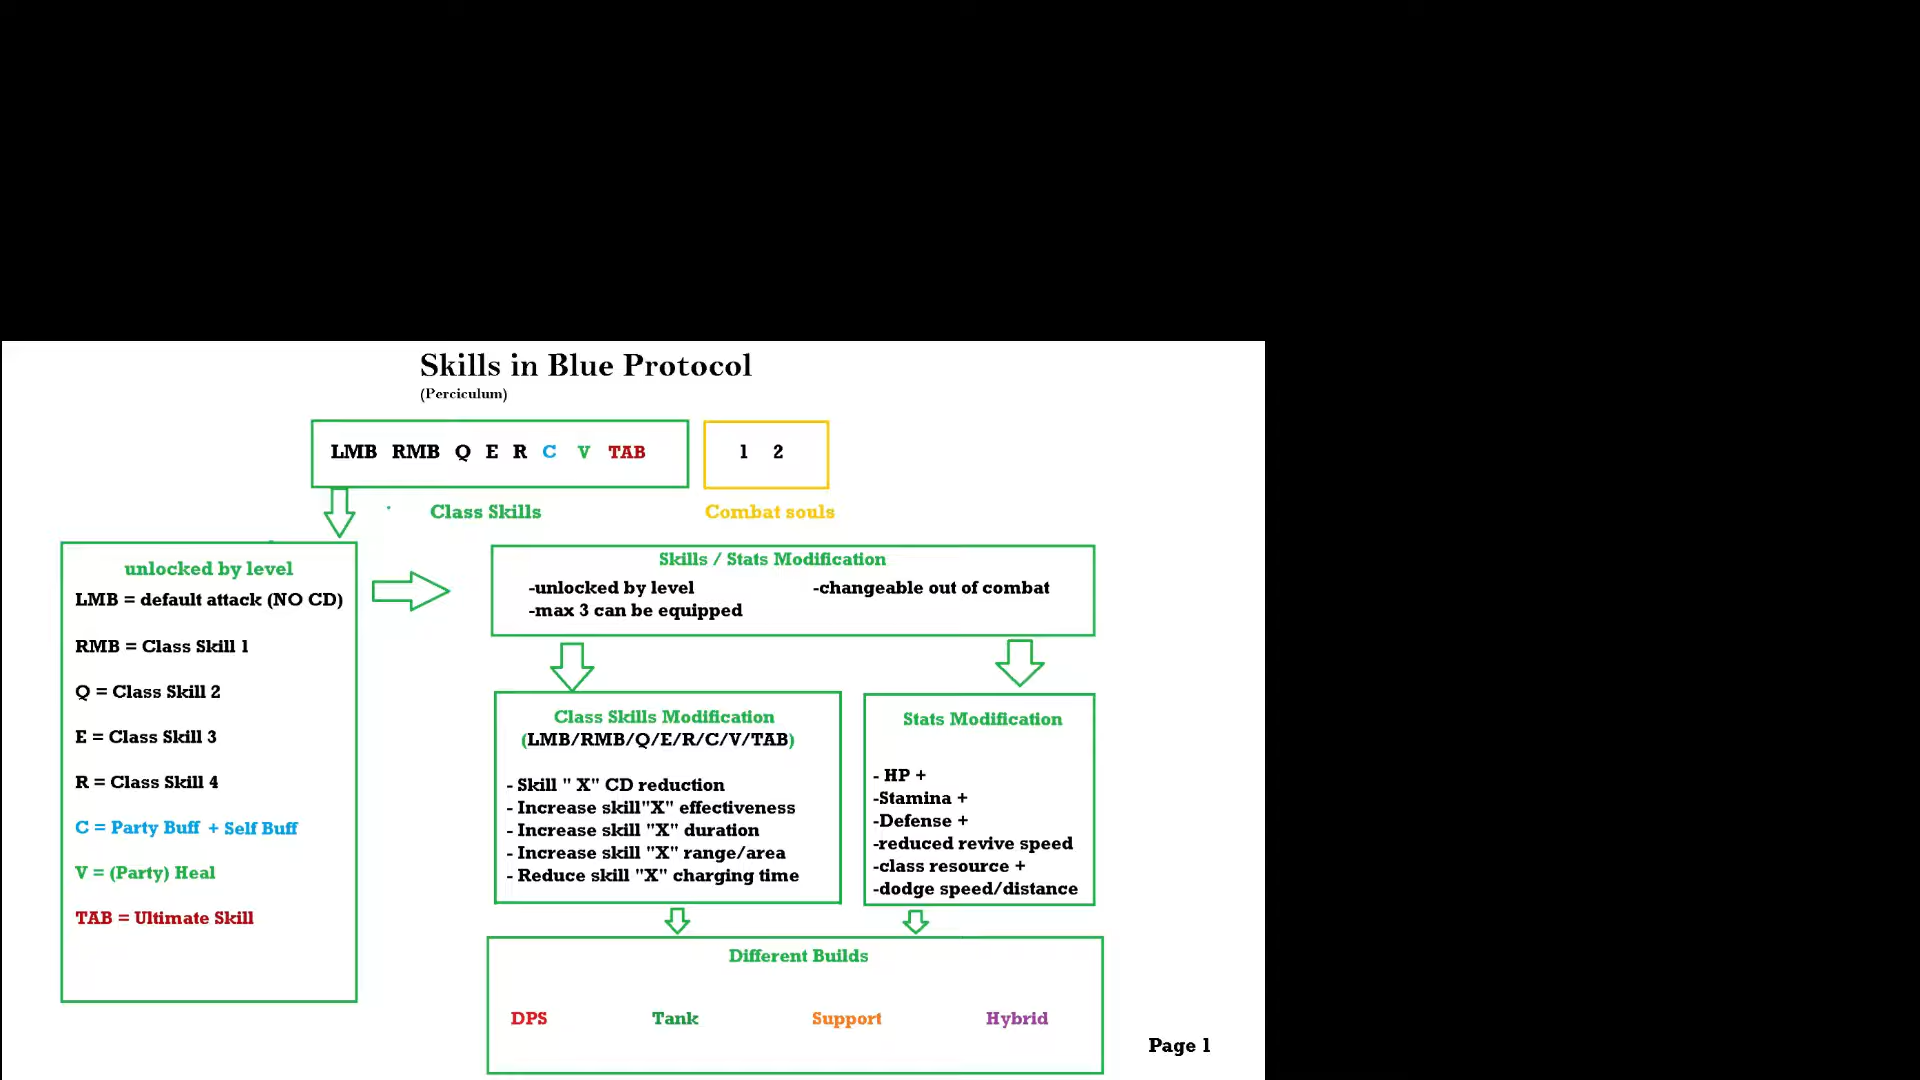 Skills in Blue Protocol
(Perciculum)
LMB RMB Q E R C V TAB
1 2
Class Skills
Combat souls
unlocked by level
LMB = default attack (NO CD)
RMB = Class Skill 1
Q = Class Skill 2
E = Class Skill 3
R = Class Skill 4
C = Party Buff + Self Buff
V = (Party) Heal
TAB = Ultimate Skill
Skills / Stats Modification
-unlocked by level
-changeable out of combat
-max 3 can be equipped
Class Skills Modification
(LMB/RMB/Q/E/R/C/V/TAB)
- Skill " X" CD reduction
- Increase skill"X" effectiveness
- Increase skill "X" duration
- Increase skill "X" range/area
- Reduce skill "X" charging time
Stats Modification
- HP +
-Stamina +
-Defense +
-reduced revive speed
-class resource +
-dodge speed/distance
Different Builds
DPS
Tank
Support
Hybrid
Page 1